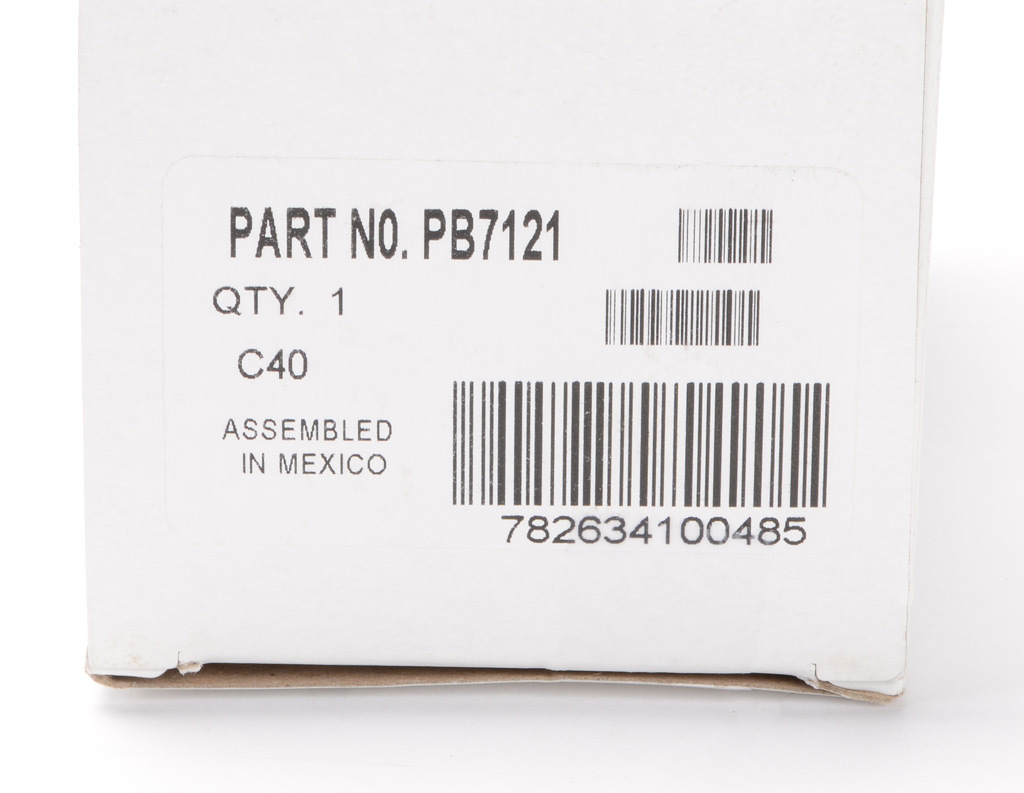 PART NO. PB7121
QTY. 1
C40
ASSEMBLED
IN MEXICO
782634100485